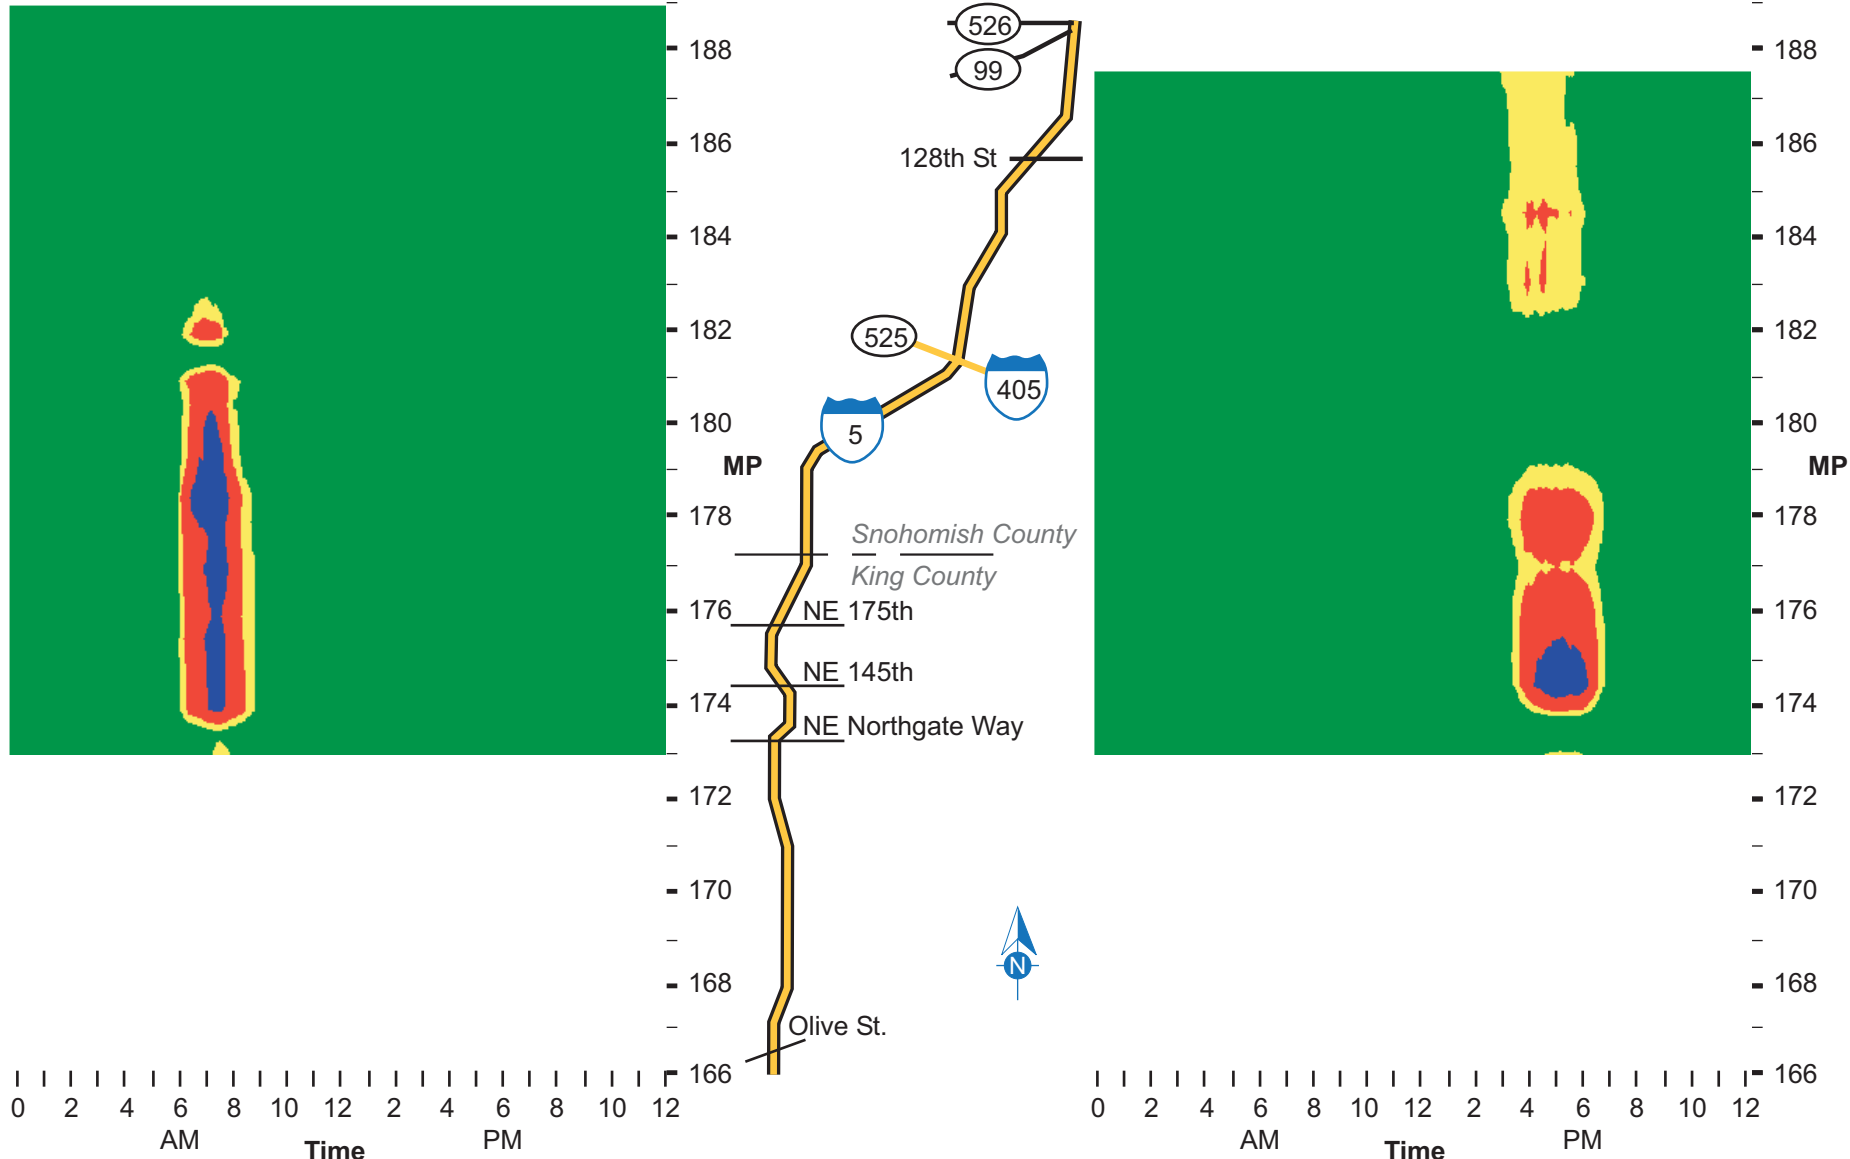 188
186
184
182
180
MP
178
176
174
172
170
168
166
0 2 4 6 8 10 12 2 4 6 8 10 12
AM PM
Time
526
99
128th St
525
405
5
Snohomish County
King County
NE 175th
NE 145th
NE Northgate Way
N
Olive St.
188
186
184
182
180
MP
178
176
174
172
170
168
166
0 2 4 6 8 10 12 2 4 6 8 10 12
AM PM
Time